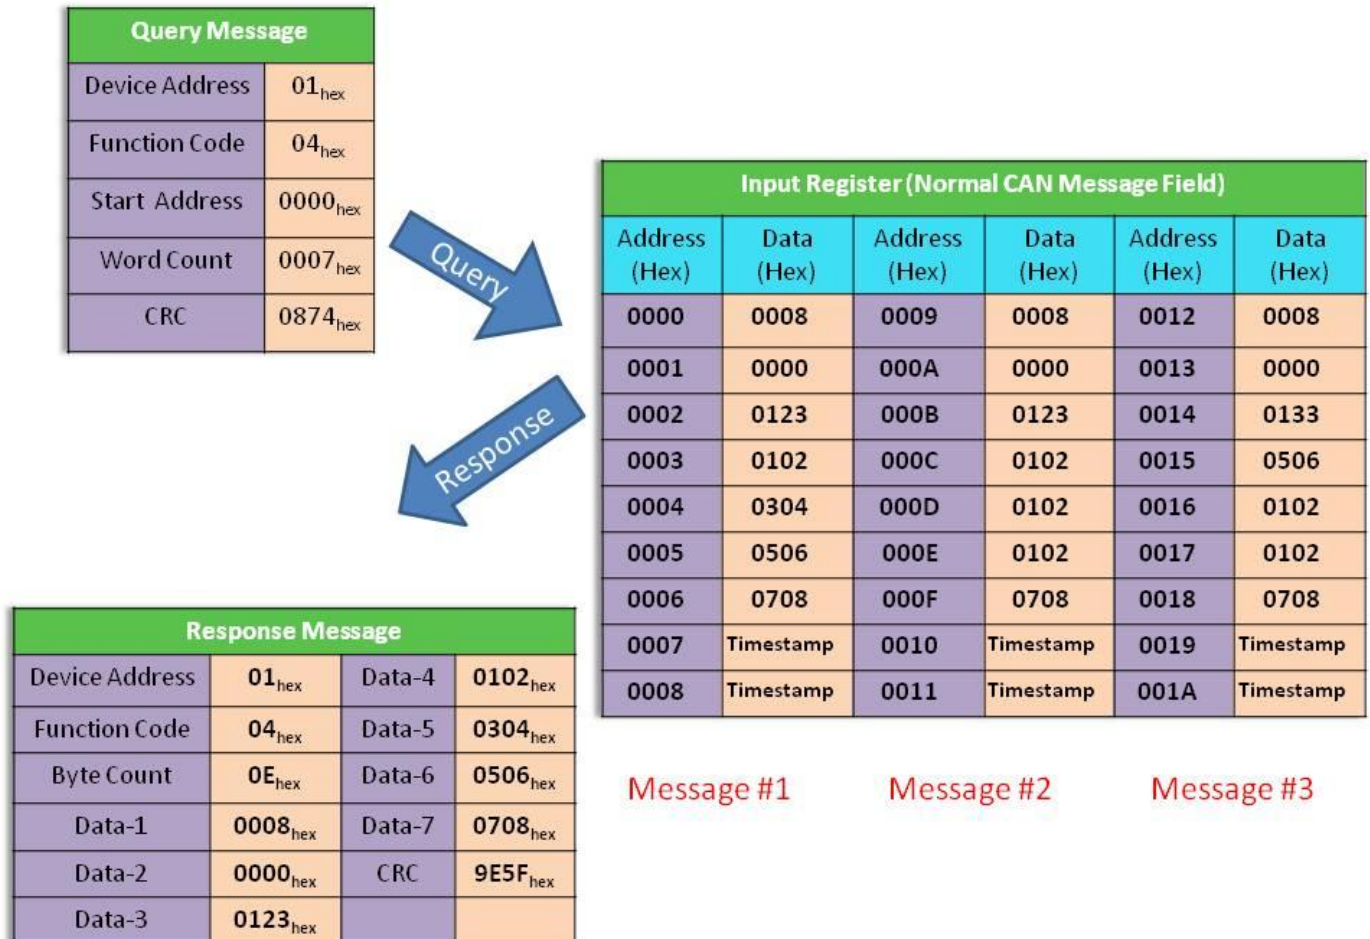 Query Message
Device Address 01hex
Function Code 04hex
Start Address 0000hex
Word Count 0007hex
CRC 0874hex
Query
Response
Input Register (Normal CAN Message Field)
Address (Hex) Data (Hex) Address (Hex) Data (Hex) Address (Hex) Data (Hex)
0000 0008 0009 0008 0012 0008
0001 0000 000A 0000 0013 0000
0002 0123 000B 0123 0014 0133
0003 0102 000C 0102 0015 0506
0004 0304 000D 0102 0016 0102
0005 0506 000E 0102 0017 0102
0006 0708 000F 0708 0018 0708
0007 Timestamp 0010 Timestamp 0019 Timestamp
0008 Timestamp 0011 Timestamp 001A Timestamp
Message #1 Message #2 Message #3
Response Message
Device Address 01hex Data-4 0102hex
Function Code 04hex Data-5 0304hex
Byte Count 0Ehex Data-6 0506hex
Data-1 0008hex Data-7 0708hex
Data-2 0000hex CRC 9E5Fhex
Data-3 0123hex